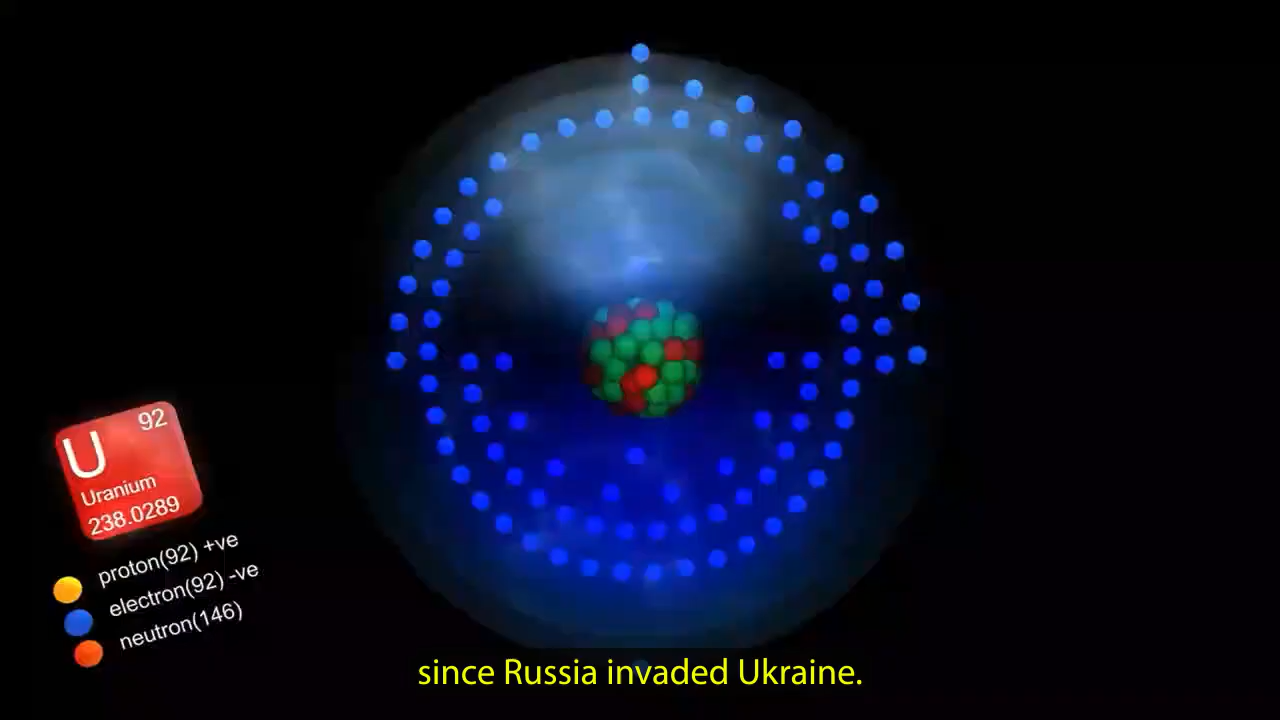 92
U
Uranium
238.0289
proton(92) +ve
electron(92) -ve
neutron(146)
since Russia invaded Ukraine.